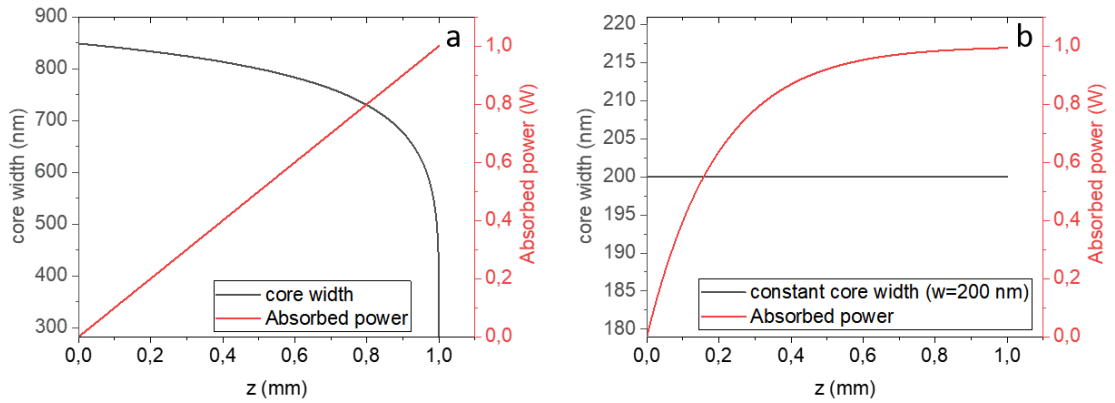 a
900
800
700
600
500
400
300
core width (nm)
1,0
0,8
0,6
0,4
0,2
0,0
Absorbed power (W)
core width
Absorbed power
0,0 0,2 0,4 0,6 0,8 1,0
z (mm)
b
220
215
210
205
200
195
190
185
180
core width (nm)
1,0
0,8
0,6
0,4
0,2
0,0
Absorbed power (W)
constant core width (w=200 nm)
Absorbed power
0,0 0,2 0,4 0,6 0,8 1,0
z (mm)